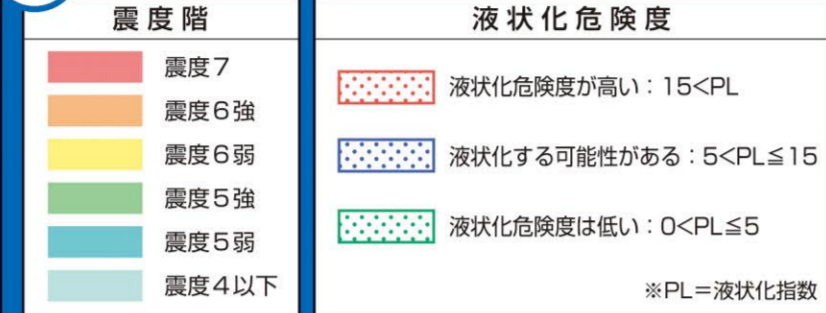 震度階
震度7
震度6強
震度6弱
震度5強
震度5弱
震度4以下
液状化危険度
液状化危険度が高い：15<PL
液状化する可能性がある：5<PL≦15
液状化危険度は低い：0<PL≦5
※PL＝液状化指数